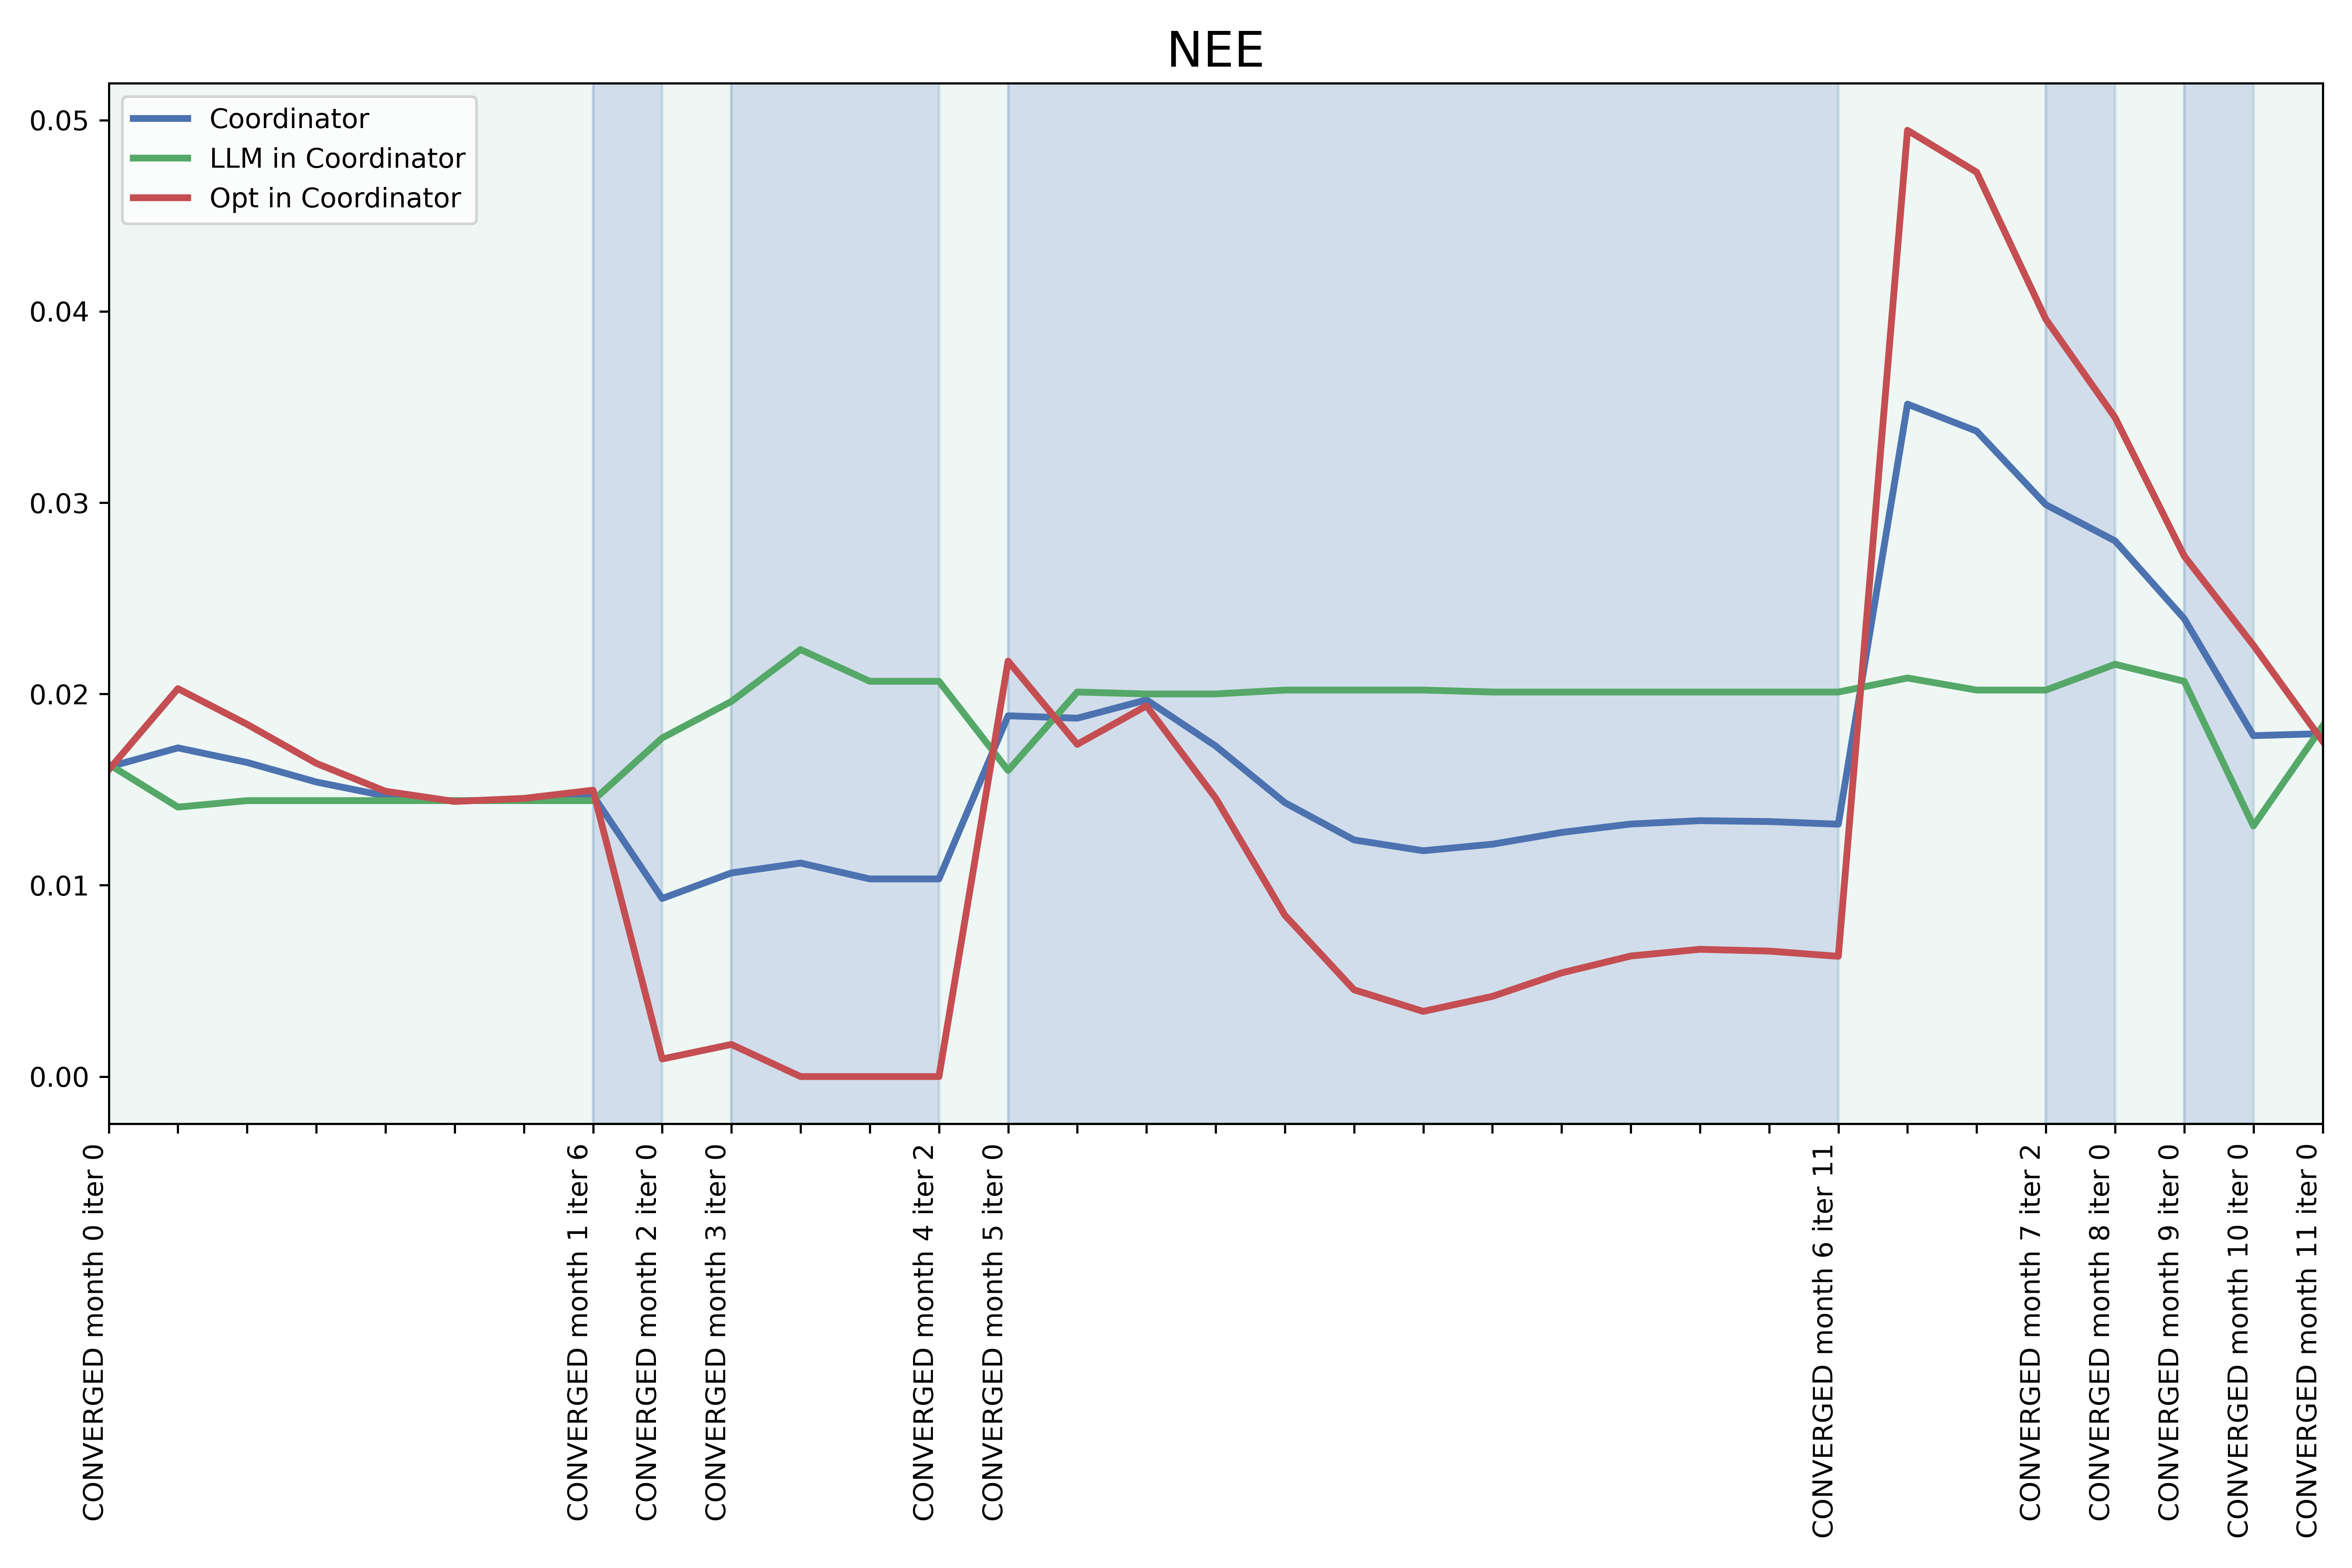 NEE
Coordinator
LLM in Coordinator
Opt in Coordinator
0.05
0.04
0.03
0.02
0.01
0.00
CONVERGED month 0 iter 0
CONVERGED month 1 iter 6
CONVERGED month 2 iter 0
CONVERGED month 3 iter 0
CONVERGED month 4 iter 2
CONVERGED month 5 iter 0
CONVERGED month 6 iter 11
CONVERGED month 7 iter 2
CONVERGED month 8 iter 0
CONVERGED month 9 iter 0
CONVERGED month 10 iter 0
CONVERGED month 11 iter 0